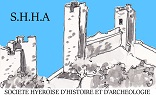 S.H.H.A
SOCIETE HYEROISE D'HISTOIRE ET D'ARCHEOLOGIE